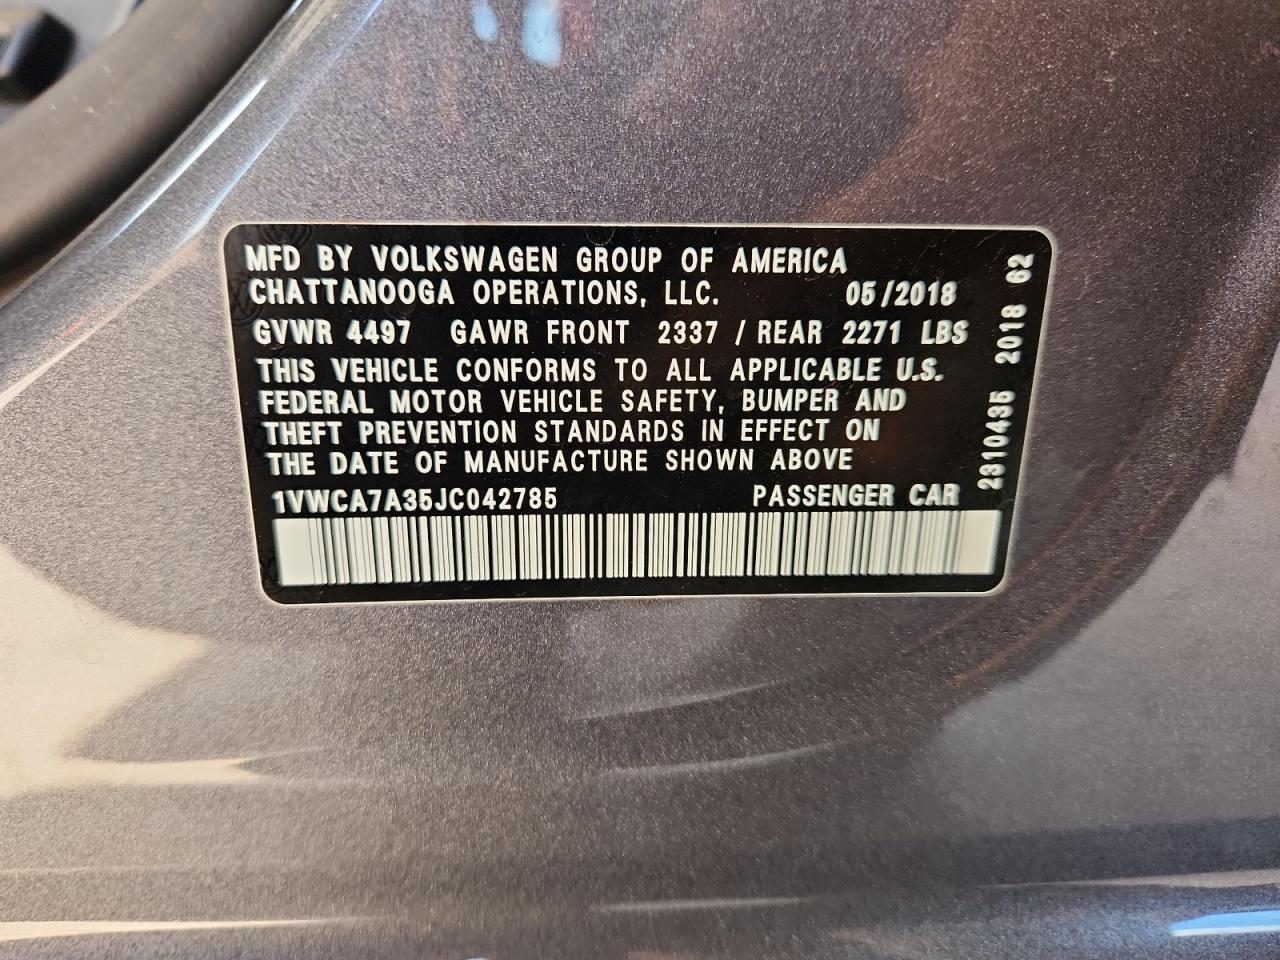 MFD BY VOLKSWAGEN GROUP OF AMERICA
CHATTANOOGA OPERATIONS, LLC. 05/2018
GVWR 4497 GAWR FRONT 2337 / REAR 2271 LBS
THIS VEHICLE CONFORMS TO ALL APPLICABLE U.S.
FEDERAL MOTOR VEHICLE SAFETY, BUMPER AND
THEFT PREVENTION STANDARDS IN EFFECT ON
THE DATE OF MANUFACTURE SHOWN ABOVE
1VWCA7A35JC042785 PASSENGER CAR
2310435 2018 62